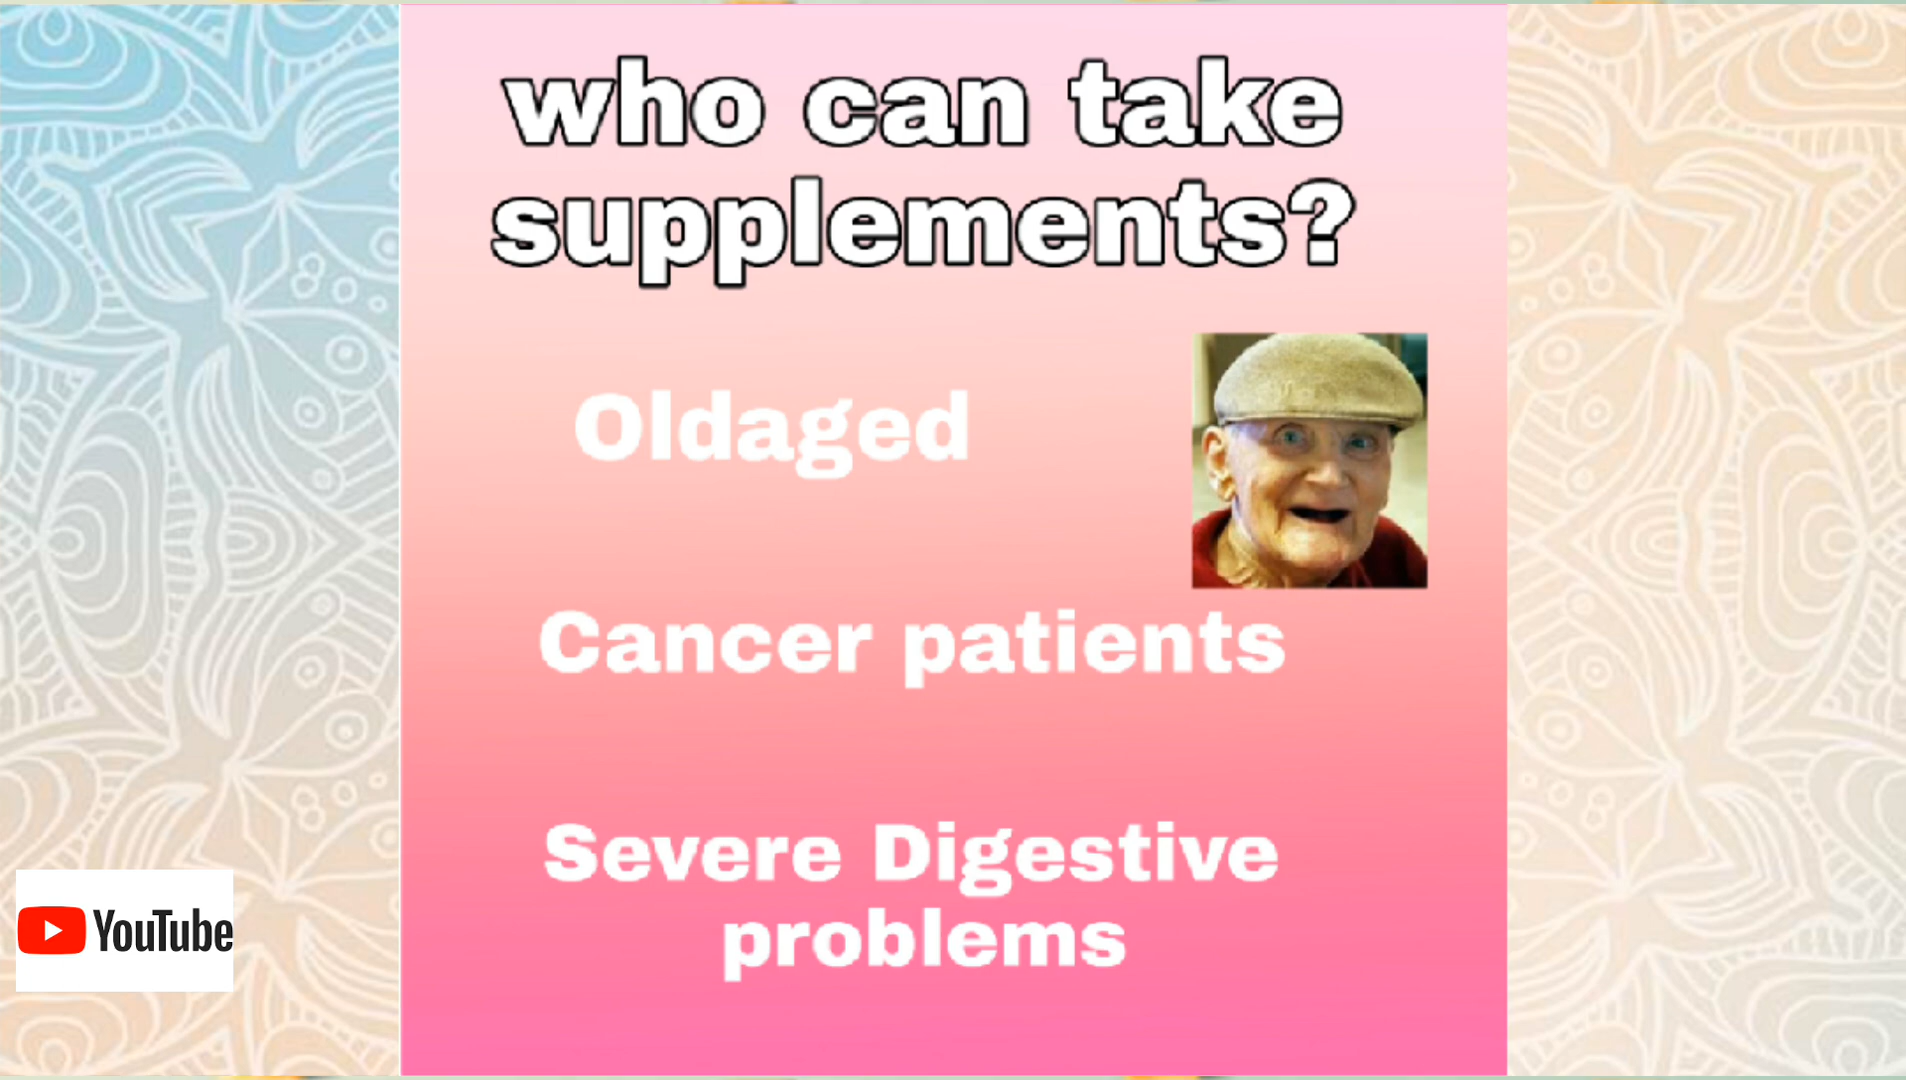 who can take
supplements?
Oldaged
Cancer patients
Severe Digestive
problems
YouTube